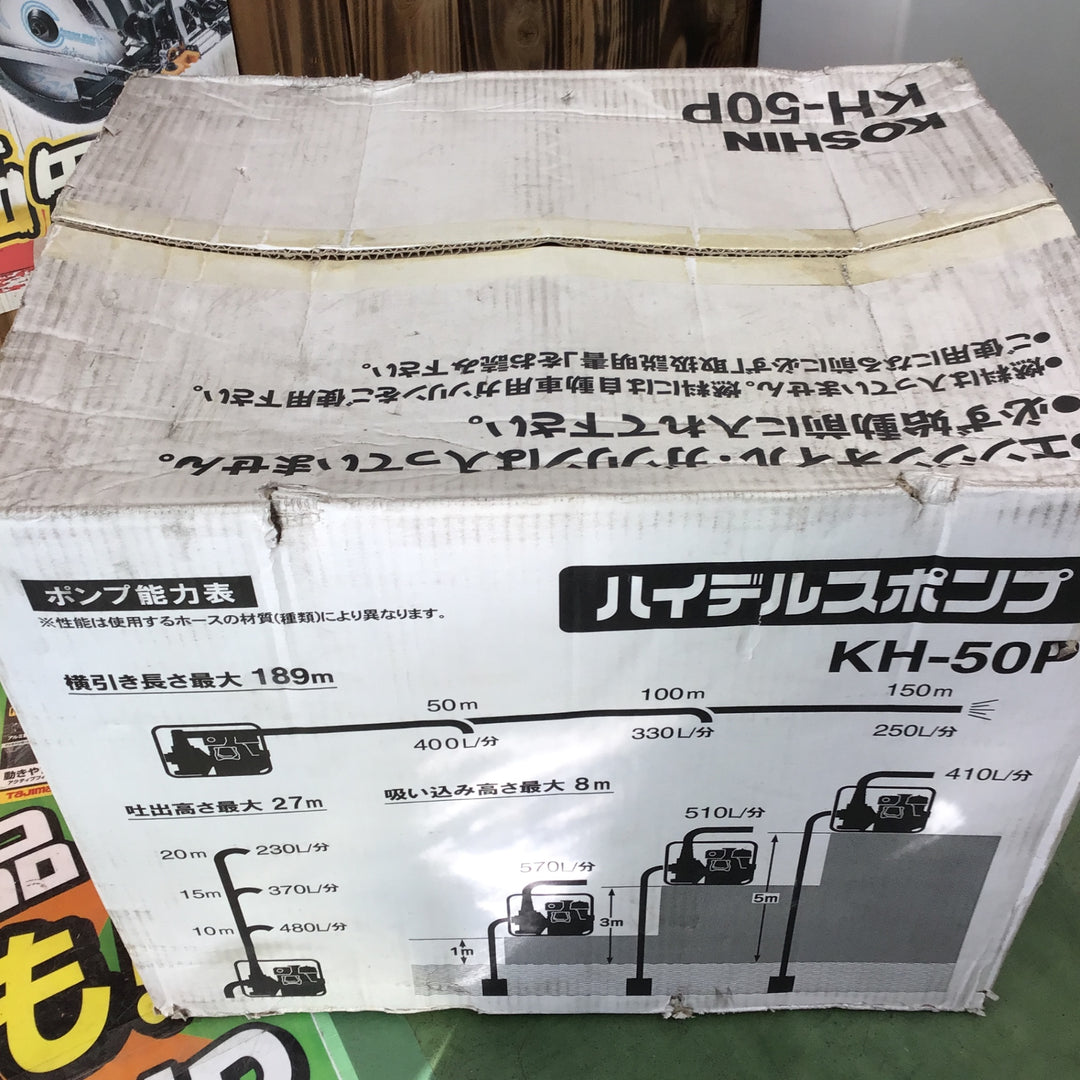 KOSHIN
KH-50P
●ご使用になる前に必ず「取扱説明書」をお読み下さい。
●燃料は入っていません。燃料には自動車用ガソリンをご使用下さい。
●必ず始動前に入れて下さい。
●エンジンオイル・ガソリンは入っていません。
ポンプ能力表
※性能は使用するホースの材質(種類)により異なります。
ハイデルスポンプ
KH-50P
横引き長さ最大 189m
50m
100m
150m
400L/分
330L/分
250L/分
吐出高さ最大 27m
20m
230L/分
15m
370L/分
10m
480L/分
吸い込み高さ最大 8m
570L/分
510L/分
410L/分
1m
3m
5m
動きや
TAJIMA
も